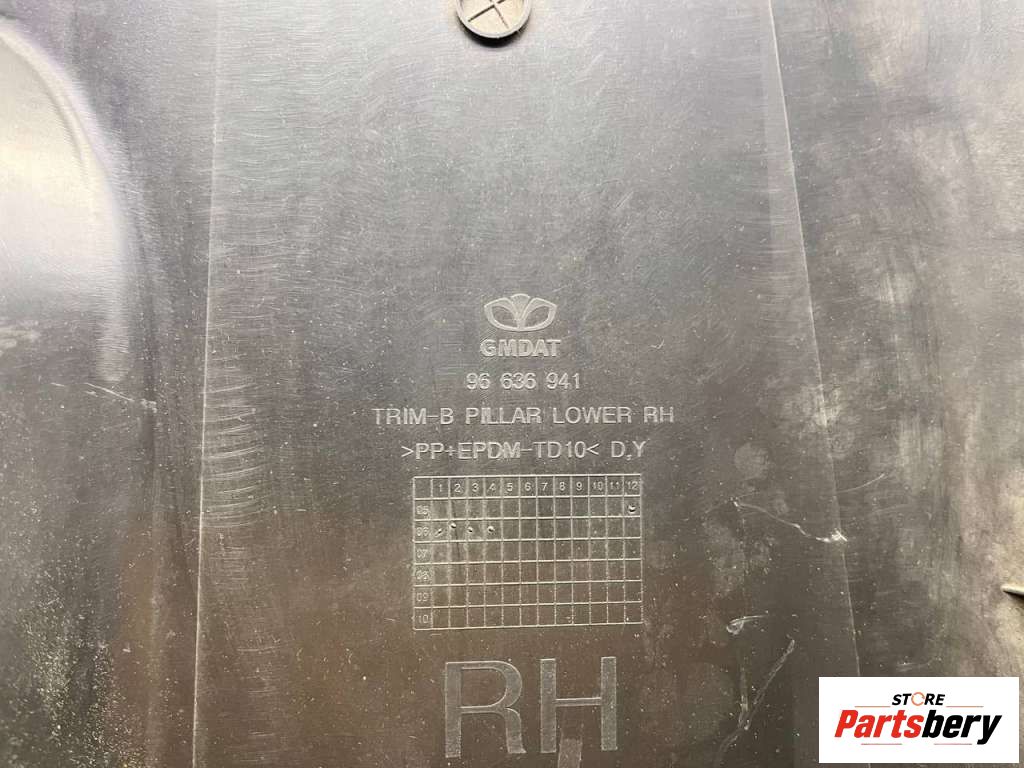 GMDAT
96 636 941
TRIM-B PILLAR LOWER RH
>PP+EPDM-TD10< D.Y
1 2 3 4 5 6 7 8 9 10 11 12
05
06
07
08
09
10
RH
STORE
Partsbery